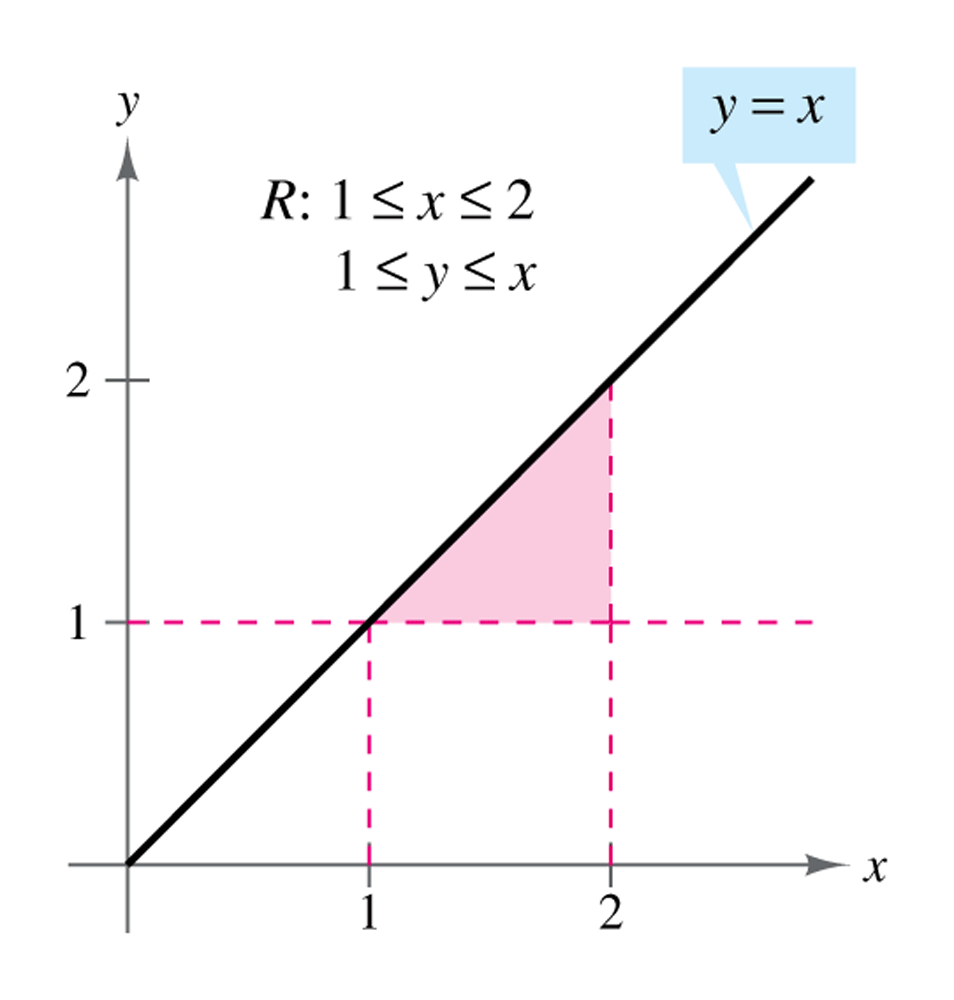 y
y = x
R: 1 ≤ x ≤ 2
1 ≤ y ≤ x
2
1
x
1
2